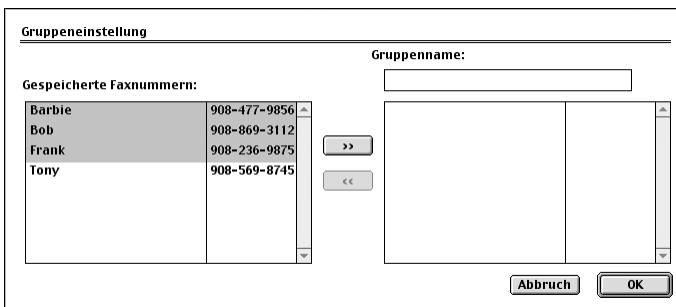 Gruppeneinstellung
Gruppenname:
Gespeicherte Faxnummern:
Barbie 908-477-9856
Bob 908-869-3112
Frank 908-236-9875
Tony 908-569-8745
>>
<<
Abbruch OK